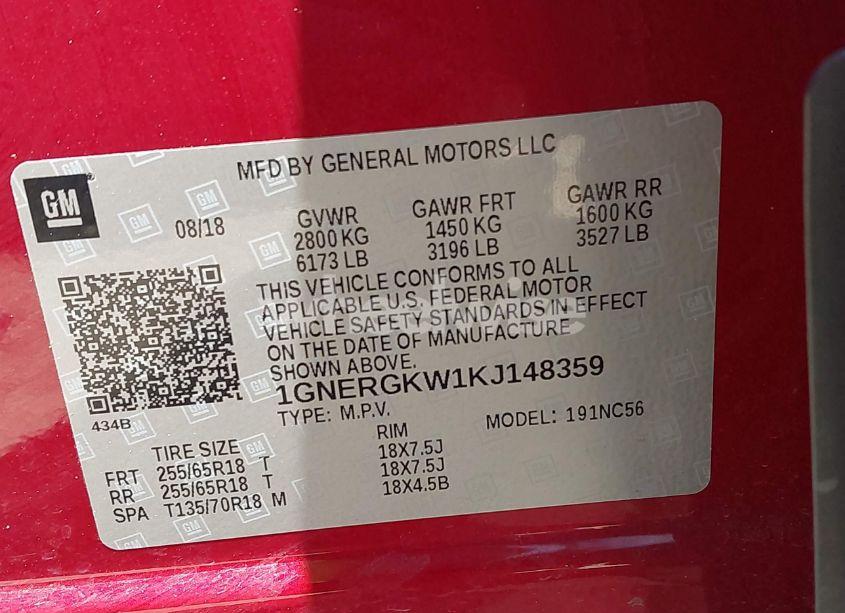 MFD BY GENERAL MOTORS LLC
GM
08/18
GVWR
2800 KG
6173 LB
GAWR FRT
1450 KG
3196 LB
GAWR RR
1600 KG
3527 LB
THIS VEHICLE CONFORMS TO ALL
APPLICABLE U.S. FEDERAL MOTOR
VEHICLE SAFETY STANDARDS IN EFFECT
ON THE DATE OF MANUFACTURE
SHOWN ABOVE.
1GNERGKW1KJ148359
434B
TYPE: M.P.V.
MODEL: 191NC56
TIRE SIZE RIM
FRT 255/65R18 T 18X7.5J
RR 255/65R18 T 18X7.5J
SPA T135/70R18 M 18X4.5B